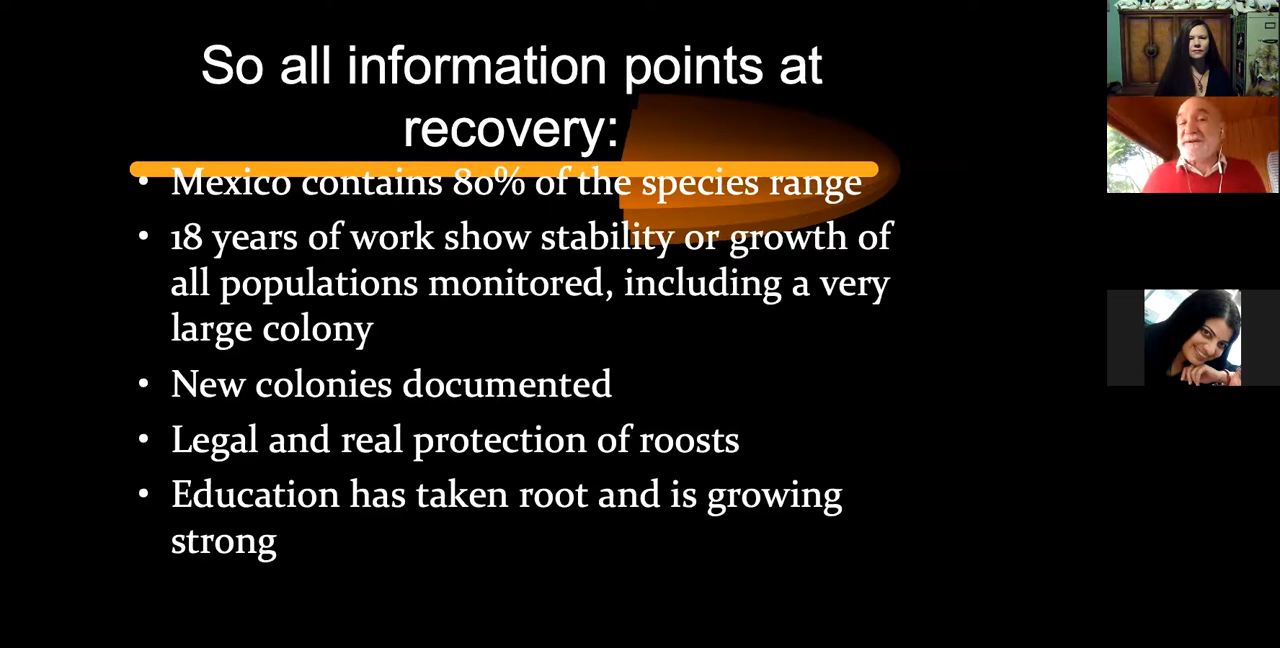 So all information points at
recovery:
• Mexico contains 80% of the species range
• 18 years of work show stability or growth of
all populations monitored, including a very
large colony
• New colonies documented
• Legal and real protection of roosts
• Education has taken root and is growing
strong